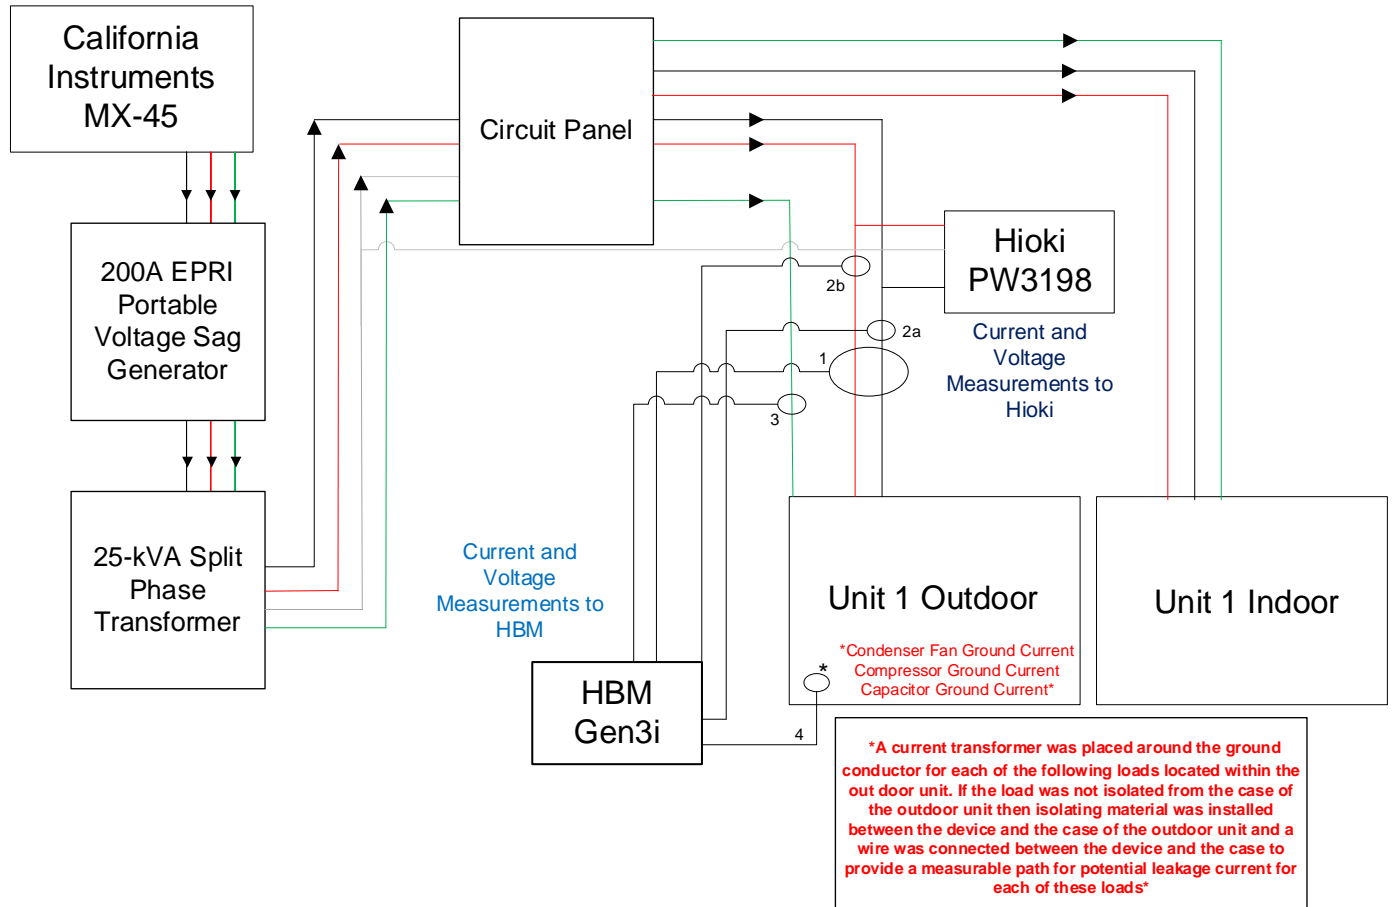 California
Instruments
MX-45
Circuit Panel
200A EPRI
Portable
Voltage Sag
Generator
Hioki
PW3198
2b
2a
1
3
Current and
Voltage
Measurements to
Hioki
25-kVA Split
Phase
Transformer
Current and
Voltage
Measurements to
HBM
Unit 1 Outdoor
Unit 1 Indoor
*Condenser Fan Ground Current
Compressor Ground Current
Capacitor Ground Current*
*
HBM
Gen3i
4
*A current transformer was placed around the ground
conductor for each of the following loads located within the
out door unit. If the load was not isolated from the case of
the outdoor unit then isolating material was installed
between the device and the case of the outdoor unit and a
wire was connected between the device and the case to
provide a measurable path for potential leakage current for
each of these loads*